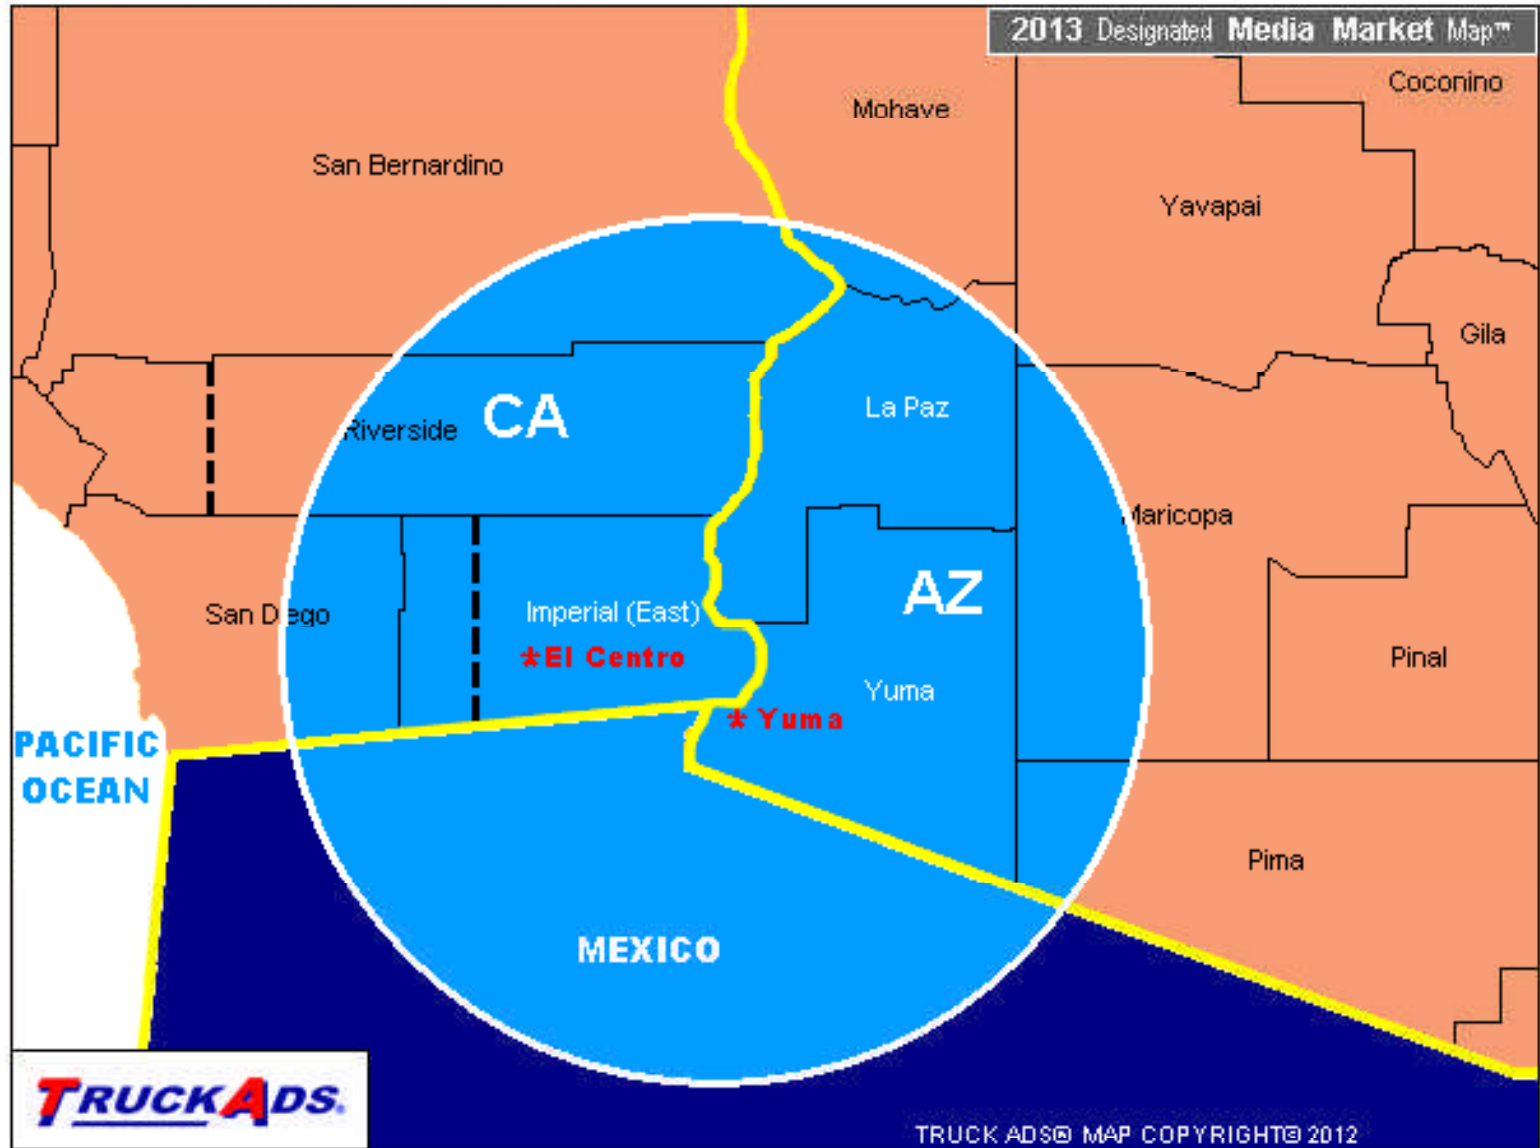 2013 Designated Media Market Map™
Coconino
Mohave
San Bernardino
Yavapai
Gila
La Paz
CA
Riverside
Maricopa
AZ
Imperial (East)
San Diego
*El Centro
Pinal
Yuma
* Yuma
PACIFIC
OCEAN
Pima
MEXICO
TRUCKADS®
TRUCK ADS® MAP COPYRIGHT© 2012